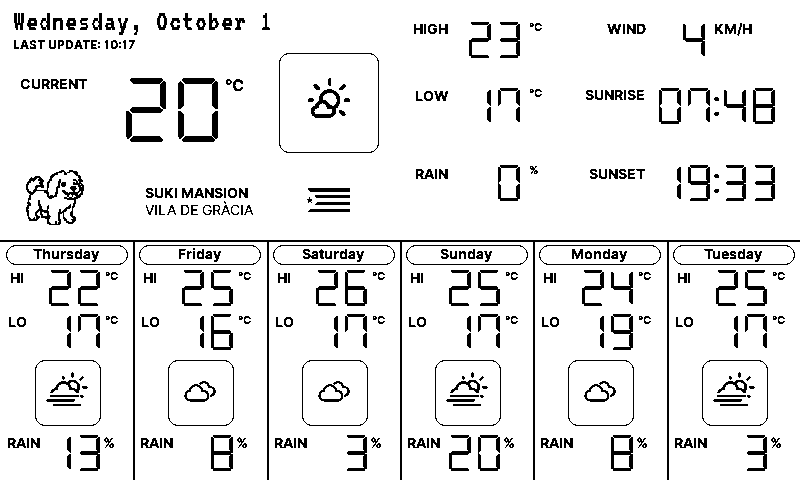 Wednesday, October 1
LAST UPDATE: 10:17
CURRENT 20 °C
HIGH 23 °C
LOW 17 °C
RAIN 0 %
WIND 4 KM/H
SUNRISE 07:48
SUNSET 19:33
SUKI MANSION
VILA DE GRÀCIA
Thursday
HI 22 °C
LO 17 °C
RAIN 13 %
Friday
HI 25 °C
LO 16 °C
RAIN 8 %
Saturday
HI 26 °C
LO 17 °C
RAIN 3 %
Sunday
HI 25 °C
LO 17 °C
RAIN 20 %
Monday
HI 24 °C
LO 19 °C
RAIN 8 %
Tuesday
HI 25 °C
LO 17 °C
RAIN 3 %